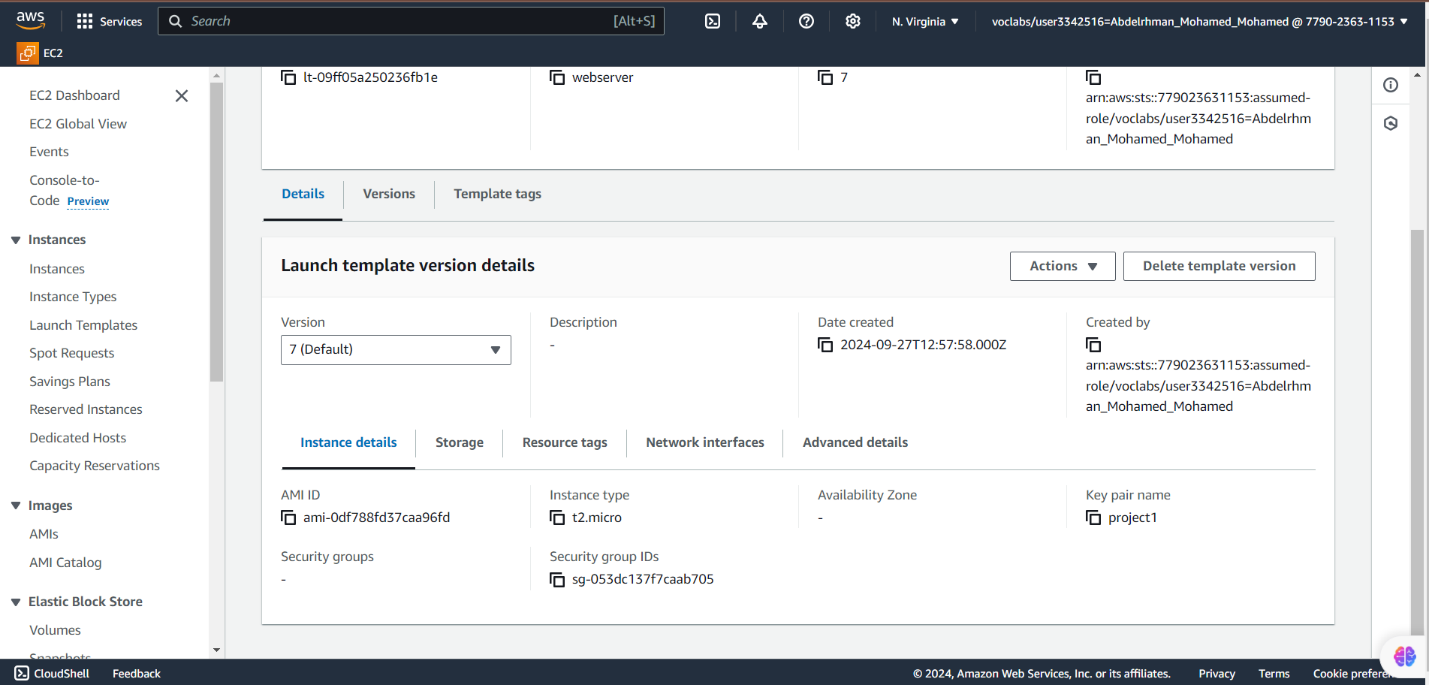 aws
Services
Search
[Alt+S]
N. Virginia
voclabs/user3342516=Abdelrhman_Mohamed_Mohamed @ 7790-2363-1153
EC2
EC2 Dashboard
EC2 Global View
Events
Console-to-
Code Preview
Instances
Instances
Instance Types
Launch Templates
Spot Requests
Savings Plans
Reserved Instances
Dedicated Hosts
Capacity Reservations
Images
AMIs
AMI Catalog
Elastic Block Store
Volumes
Snapshots
lt-09ff05a250236fb1e
webserver
7
arn:aws:sts::779023631153:assumed-
role/voclabs/user3342516=Abdelrhm
an_Mohamed_Mohamed
Details
Versions
Template tags
Launch template version details
Actions
Delete template version
Version
7 (Default)
Description
-
Date created
2024-09-27T12:57:58.000Z
Created by
arn:aws:sts::779023631153:assumed-
role/voclabs/user3342516=Abdelrhm
an_Mohamed_Mohamed
Instance details
Storage
Resource tags
Network interfaces
Advanced details
AMI ID
ami-0df788fd37caa96fd
Instance type
t2.micro
Availability Zone
-
Key pair name
project1
Security groups
-
Security group IDs
sg-053dc137f7caab705
CloudShell
Feedback
© 2024, Amazon Web Services, Inc. or its affiliates.
Privacy
Terms
Cookie prefere